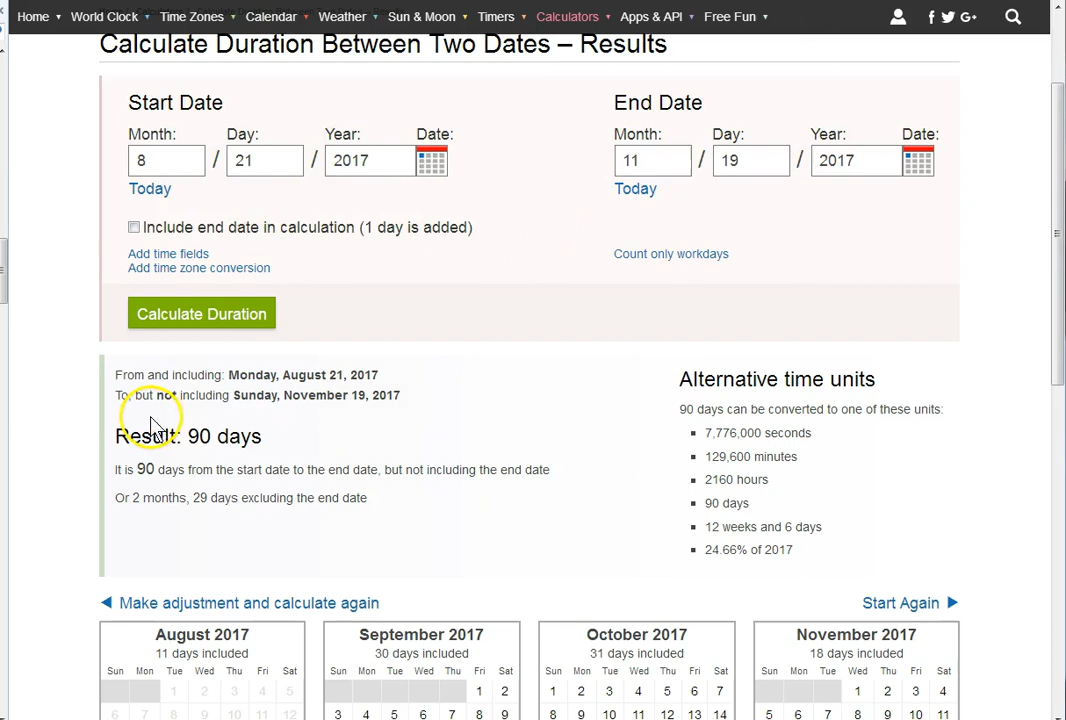 Home World Clock Time Zones Calendar Weather Sun & Moon Timers Calculators Apps & API Free Fun
Calculate Duration Between Two Dates – Results
Start Date End Date
Month: Day: Year: Date: Month: Day: Year: Date:
8 / 21 / 2017 11 / 19 / 2017
Today Today
Include end date in calculation (1 day is added)
Add time fields Count only workdays
Add time zone conversion
Calculate Duration
From and including: Monday, August 21, 2017
To, but not including Sunday, November 19, 2017
Result: 90 days
It is 90 days from the start date to the end date, but not including the end date
Or 2 months, 29 days excluding the end date
Alternative time units
90 days can be converted to one of these units:
7,776,000 seconds
129,600 minutes
2160 hours
90 days
12 weeks and 6 days
24.66% of 2017
Make adjustment and calculate again Start Again
August 2017
11 days included
Sun Mon Tue Wed Thu Fri Sat
1 2 3 4 5
6 7 8 9 10 11 12
September 2017
30 days included
Sun Mon Tue Wed Thu Fri Sat
1 2
3 4 5 6 7 8 9
October 2017
31 days included
Sun Mon Tue Wed Thu Fri Sat
1 2 3 4 5 6 7
8 9 10 11 12 13 14
November 2017
18 days included
Sun Mon Tue Wed Thu Fri Sat
1 2 3 4
5 6 7 8 9 10 11